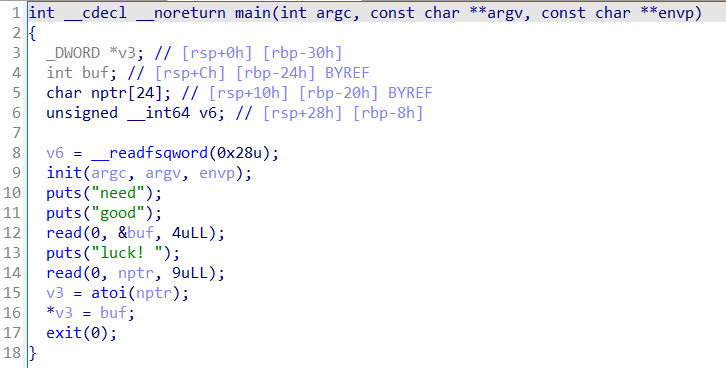 1 int __cdecl __noreturn main(int argc, const char **argv, const char **envp)
2 {
3   _DWORD *v3; // [rsp+0h] [rbp-30h]
4   int buf; // [rsp+Ch] [rbp-24h] BYREF
5   char nptr[24]; // [rsp+10h] [rbp-20h] BYREF
6   unsigned __int64 v6; // [rsp+28h] [rbp-8h]
7
8   v6 = __readfsqword(0x28u);
9   init(argc, argv, envp);
10   puts("need");
11   puts("good");
12   read(0, &buf, 4uLL);
13   puts("luck! ");
14   read(0, nptr, 9uLL);
15   v3 = atoi(nptr);
16   *v3 = buf;
17   exit(0);
18 }